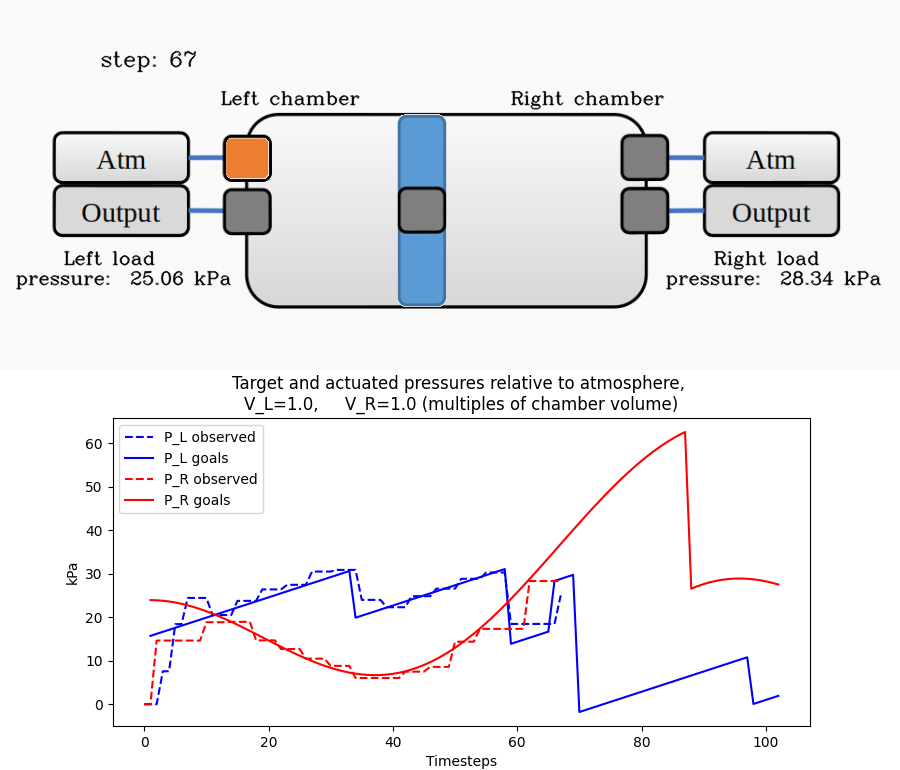 step: 67
Left chamber
Right chamber
Atm
Atm
Output
Output
Left load
pressure: 25.06 kPa
Right load
pressure: 28.34 kPa
Target and actuated pressures relative to atmosphere,
V_L=1.0, V_R=1.0 (multiples of chamber volume)
P_L observed
P_L goals
P_R observed
P_R goals
60
50
40
30
20
10
0
kPa
0 20 40 60 80 100
Timesteps